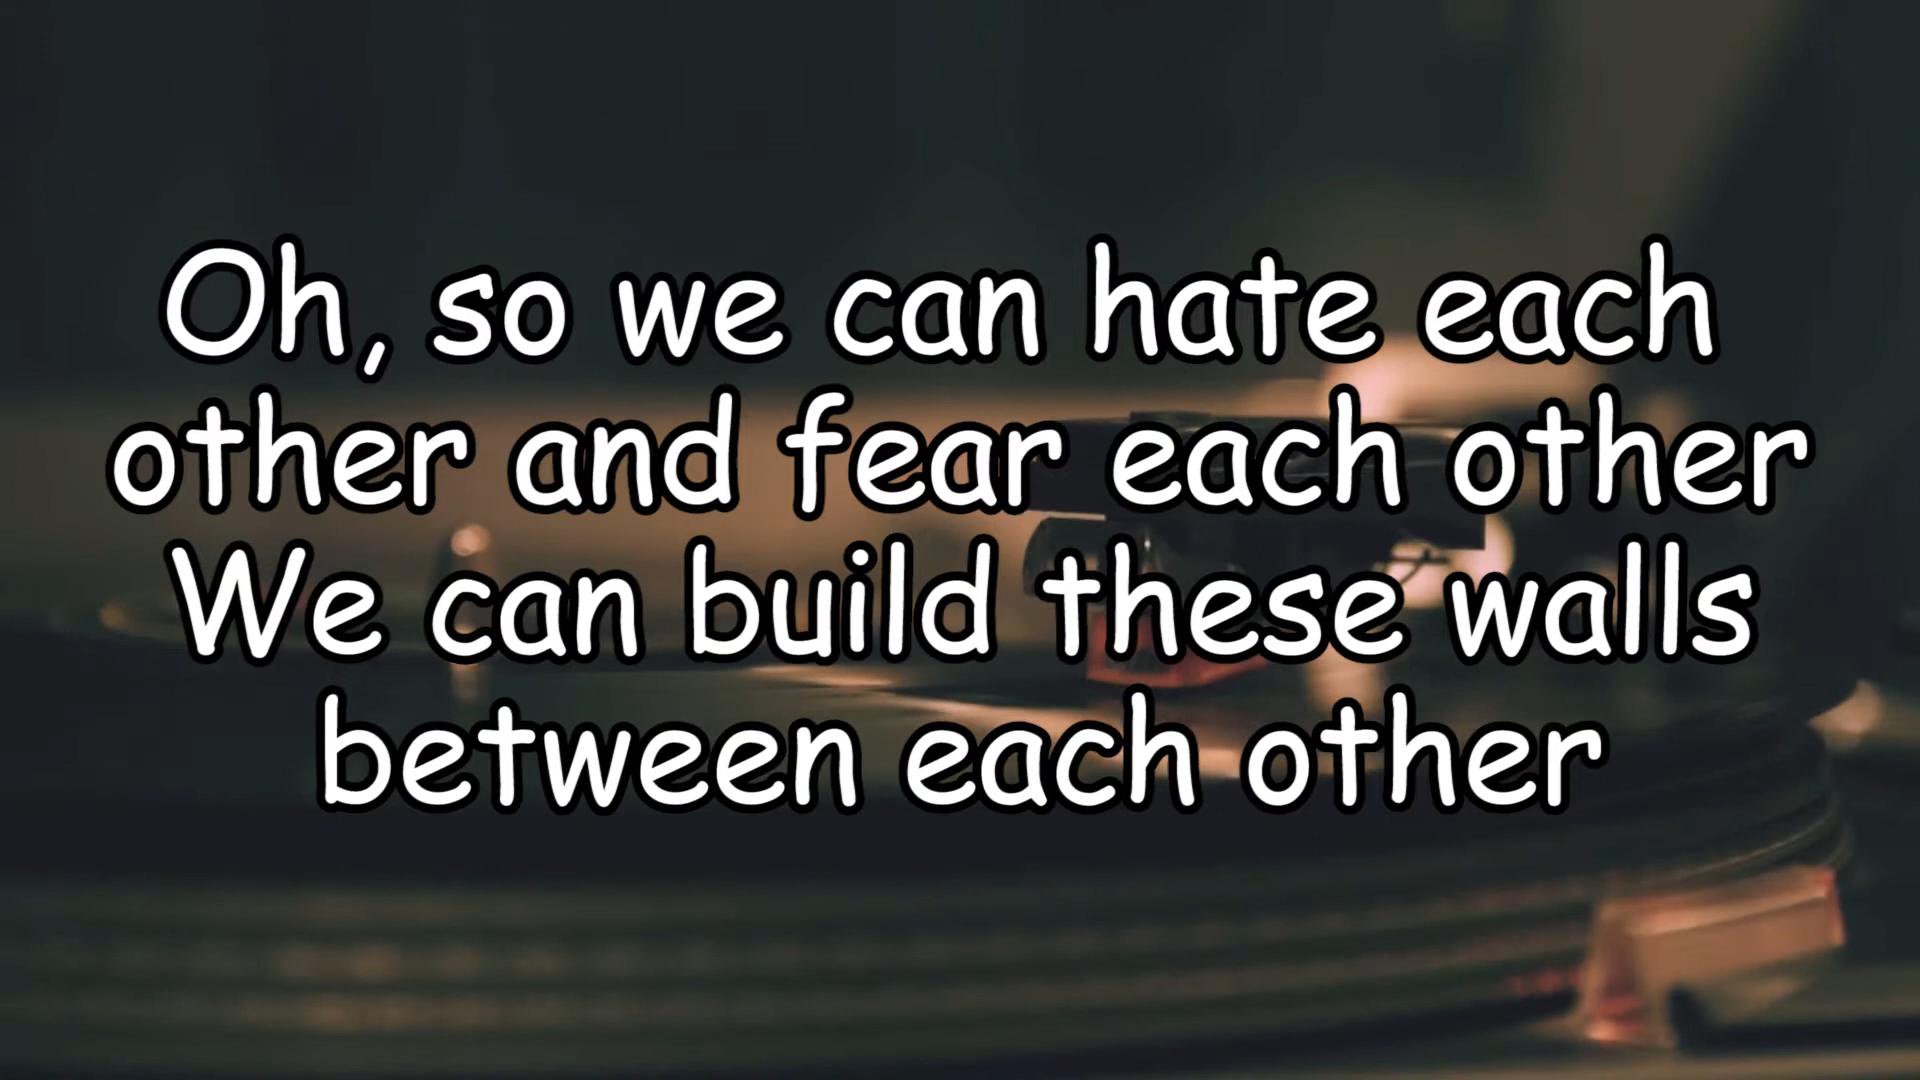 Oh, so we can hate each
other and fear each other
We can build these walls
between each other